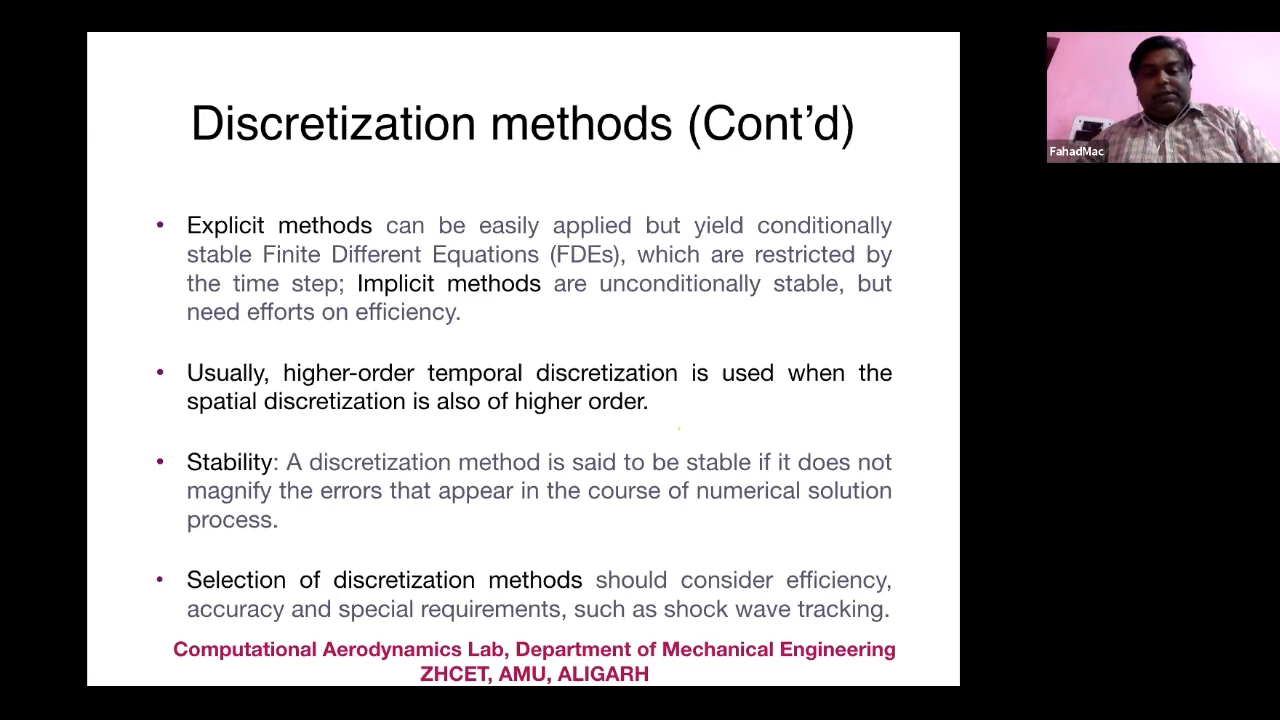 Discretization methods (Cont’d)
FahadMac
• Explicit methods can be easily applied but yield conditionally
stable Finite Different Equations (FDEs), which are restricted by
the time step; Implicit methods are unconditionally stable, but
need efforts on efficiency.
• Usually, higher-order temporal discretization is used when the
spatial discretization is also of higher order.
• Stability: A discretization method is said to be stable if it does not
magnify the errors that appear in the course of numerical solution
process.
• Selection of discretization methods should consider efficiency,
accuracy and special requirements, such as shock wave tracking.
Computational Aerodynamics Lab, Department of Mechanical Engineering
ZHCET, AMU, ALIGARH